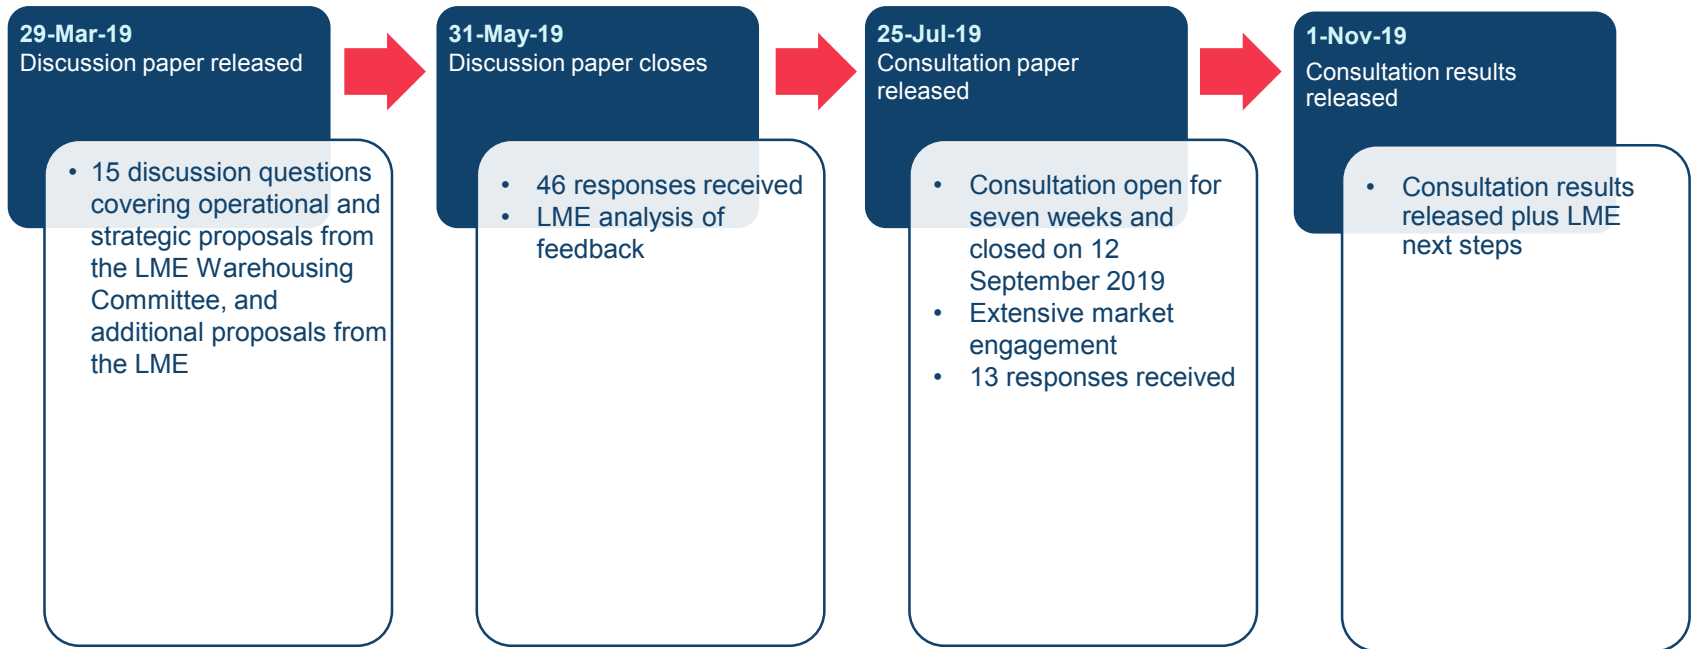 29-Mar-19
Discussion paper released
• 15 discussion questions
covering operational and
strategic proposals from
the LME Warehousing
Committee, and
additional proposals from
the LME
31-May-19
Discussion paper closes
• 46 responses received
• LME analysis of
feedback
25-Jul-19
Consultation paper
released
• Consultation open for
seven weeks and
closed on 12
September 2019
• Extensive market
engagement
• 13 responses received
1-Nov-19
Consultation results
released
• Consultation results
released plus LME
next steps